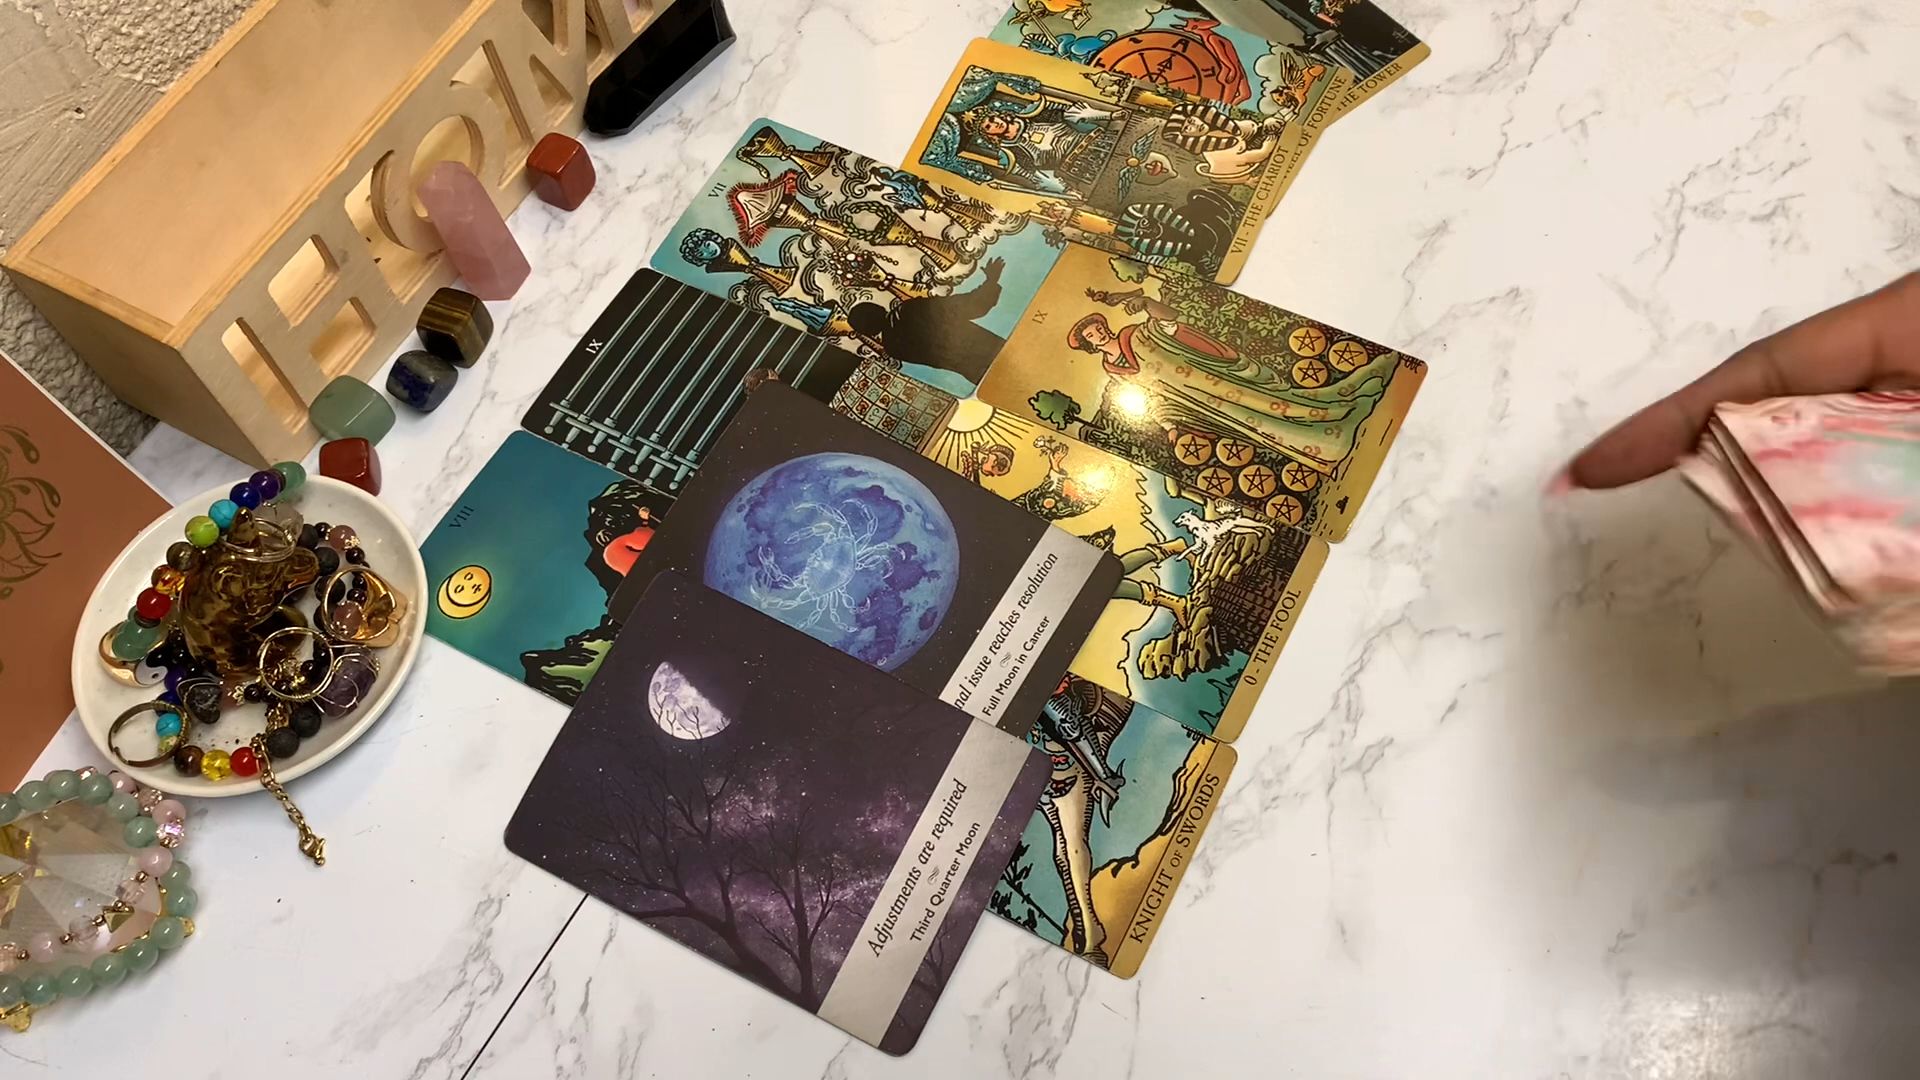 HOME
THE TOWER
OF FORTUNE
VII - THE CHARIOT
VII
IX
IX
VIII
0 - THE FOOL
KNIGHT OF SWORDS
issue reaches resolution
Full Moon in Cancer
Adjustments are required
Third Quarter Moon